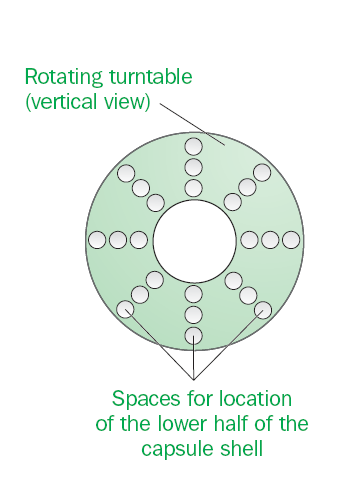 Rotating turntable
(vertical view)
Spaces for location
of the lower half of the
capsule shell